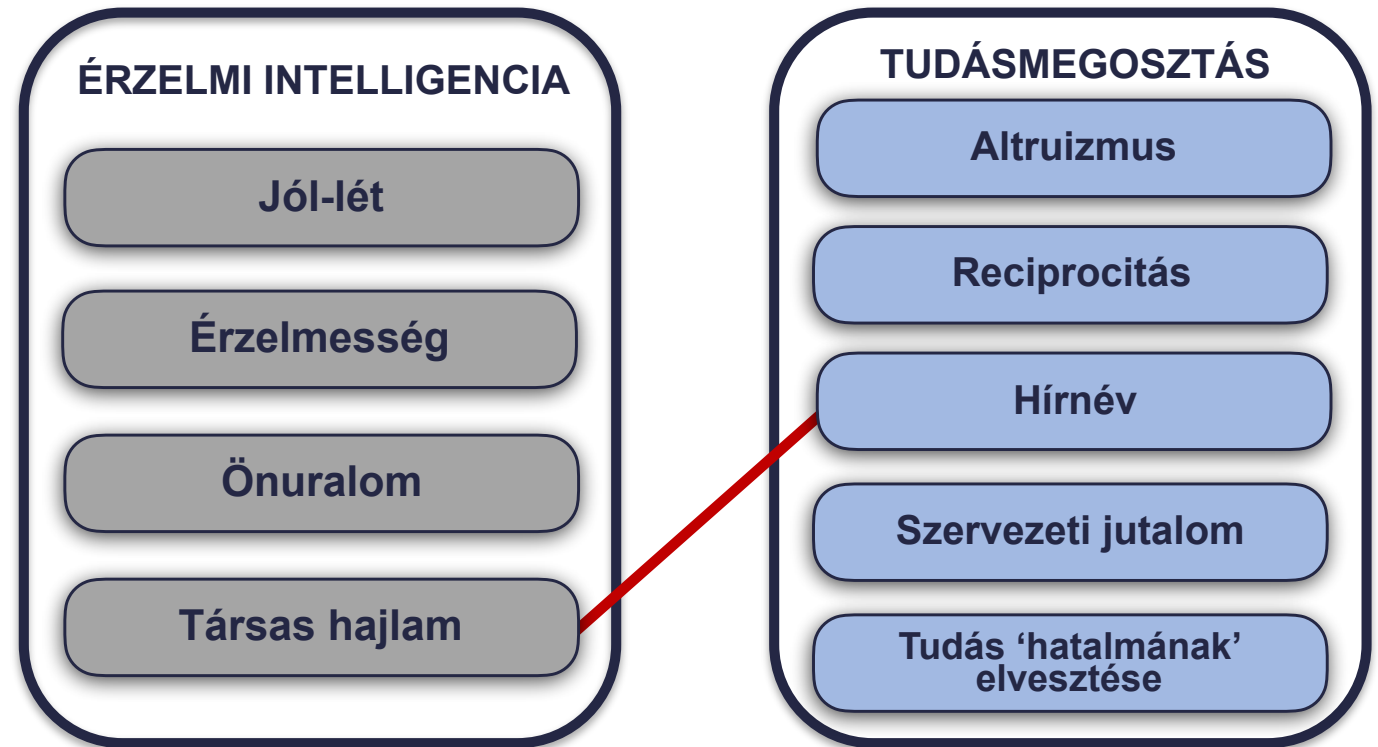 ÉRZELMI INTELLIGENCIA
Jól-lét
Érzelmesség
Önuralom
Társas hajlam
TUDÁSMEGOSZTÁS
Altruizmus
Reciprocitás
Hírnév
Szervezeti jutalom
Tudás ‘hatalmának’
elvesztése